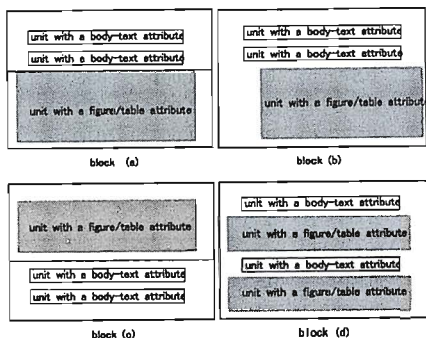 unit with a body-text attribute
unit with a body-text attribute
unit with a figure/table attribute
block (a)
unit with a body-text attribute
unit with a body-text attribute
unit with a figure/table attribute
block (b)
unit with a figure/table attribute
unit with a body-text attribute
unit with a body-text attribute
block (c)
unit with a body-text attribute
unit with a figure/table attribute
unit with a body-text attribute
unit with a figure/table attribute
block (d)